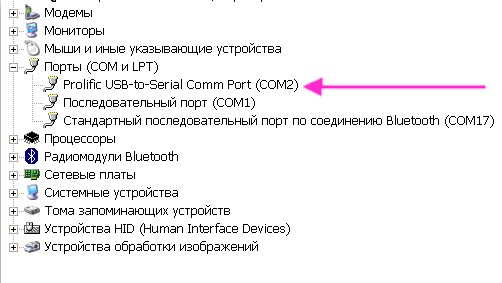 Модемы
Мониторы
Мыши и иные указывающие устройства
Порты (COM и LPT)
Prolific USB-to-Serial Comm Port (COM2)
Последовательный порт (COM1)
Стандартный последовательный порт по соединению Bluetooth (COM17)
Процессоры
Радиомодули Bluetooth
Сетевые платы
Системные устройства
Тома запоминающих устройств
Устройства HID (Human Interface Devices)
Устройства обработки изображений